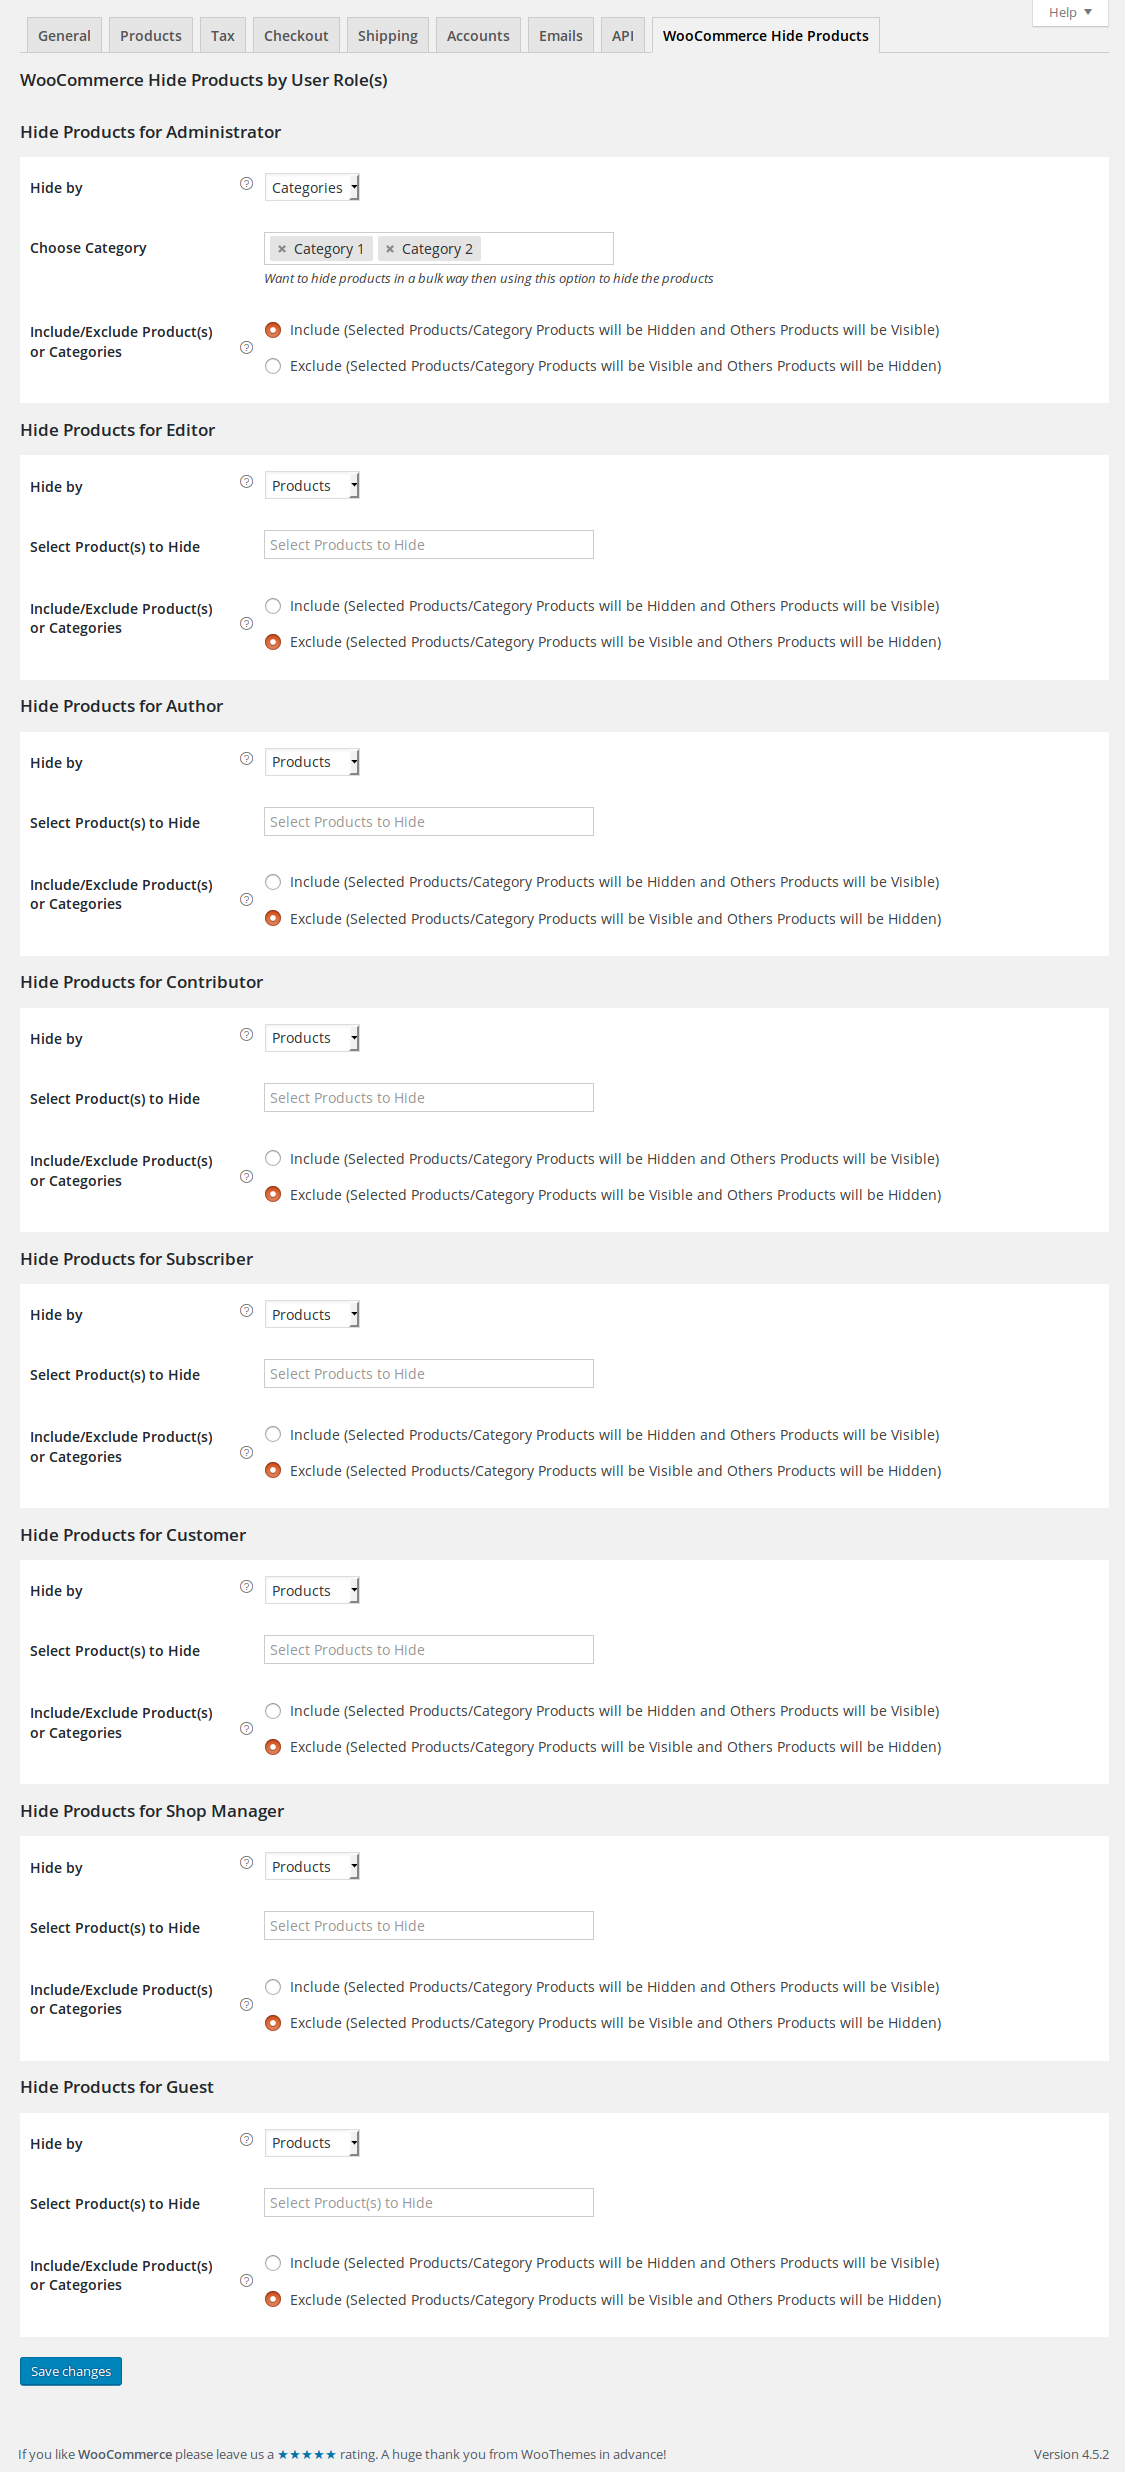 Help
General Products Tax Checkout Shipping Accounts Emails API WooCommerce Hide Products
WooCommerce Hide Products by User Role(s)
Hide Products for Administrator
Hide by ? Categories
Choose Category × Category 1 × Category 2
Want to hide products in a bulk way then using this option to hide the products
Include/Exclude Product(s)
or Categories ?
Include (Selected Products/Category Products will be Hidden and Others Products will be Visible)
Exclude (Selected Products/Category Products will be Visible and Others Products will be Hidden)
Hide Products for Editor
Hide by ? Products
Select Product(s) to Hide Select Products to Hide
Include/Exclude Product(s)
or Categories ?
Include (Selected Products/Category Products will be Hidden and Others Products will be Visible)
Exclude (Selected Products/Category Products will be Visible and Others Products will be Hidden)
Hide Products for Author
Hide by ? Products
Select Product(s) to Hide Select Products to Hide
Include/Exclude Product(s)
or Categories ?
Include (Selected Products/Category Products will be Hidden and Others Products will be Visible)
Exclude (Selected Products/Category Products will be Visible and Others Products will be Hidden)
Hide Products for Contributor
Hide by ? Products
Select Product(s) to Hide Select Products to Hide
Include/Exclude Product(s)
or Categories ?
Include (Selected Products/Category Products will be Hidden and Others Products will be Visible)
Exclude (Selected Products/Category Products will be Visible and Others Products will be Hidden)
Hide Products for Subscriber
Hide by ? Products
Select Product(s) to Hide Select Products to Hide
Include/Exclude Product(s)
or Categories ?
Include (Selected Products/Category Products will be Hidden and Others Products will be Visible)
Exclude (Selected Products/Category Products will be Visible and Others Products will be Hidden)
Hide Products for Customer
Hide by ? Products
Select Product(s) to Hide Select Products to Hide
Include/Exclude Product(s)
or Categories ?
Include (Selected Products/Category Products will be Hidden and Others Products will be Visible)
Exclude (Selected Products/Category Products will be Visible and Others Products will be Hidden)
Hide Products for Shop Manager
Hide by ? Products
Select Product(s) to Hide Select Products to Hide
Include/Exclude Product(s)
or Categories ?
Include (Selected Products/Category Products will be Hidden and Others Products will be Visible)
Exclude (Selected Products/Category Products will be Visible and Others Products will be Hidden)
Hide Products for Guest
Hide by ? Products
Select Product(s) to Hide Select Product(s) to Hide
Include/Exclude Product(s)
or Categories ?
Include (Selected Products/Category Products will be Hidden and Others Products will be Visible)
Exclude (Selected Products/Category Products will be Visible and Others Products will be Hidden)
Save changes
If you like WooCommerce please leave us a ★★★★★ rating. A huge thank you from WooThemes in advance! Version 4.5.2